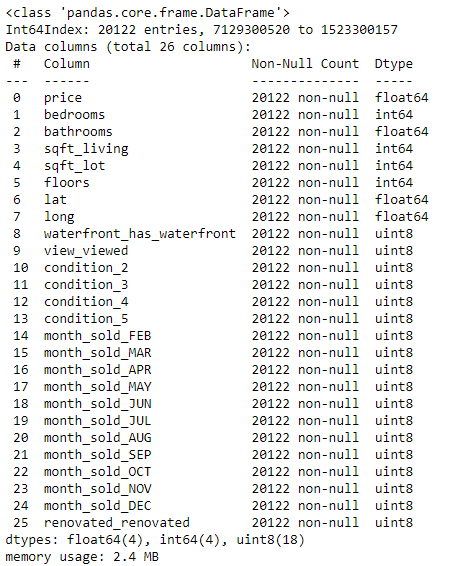 <class 'pandas.core.frame.DataFrame'>
Int64Index: 20122 entries, 7129300520 to 1523300157
Data columns (total 26 columns):
 #   Column                    Non-Null Count  Dtype
---  ------                    --------------  -----
 0   price                     20122 non-null  float64
 1   bedrooms                  20122 non-null  int64
 2   bathrooms                 20122 non-null  float64
 3   sqft_living               20122 non-null  int64
 4   sqft_lot                  20122 non-null  int64
 5   floors                    20122 non-null  int64
 6   lat                       20122 non-null  float64
 7   long                      20122 non-null  float64
 8   waterfront_has_waterfront  20122 non-null  uint8
 9   view_viewed               20122 non-null  uint8
 10  condition_2               20122 non-null  uint8
 11  condition_3               20122 non-null  uint8
 12  condition_4               20122 non-null  uint8
 13  condition_5               20122 non-null  uint8
 14  month_sold_FEB            20122 non-null  uint8
 15  month_sold_MAR            20122 non-null  uint8
 16  month_sold_APR            20122 non-null  uint8
 17  month_sold_MAY            20122 non-null  uint8
 18  month_sold_JUN            20122 non-null  uint8
 19  month_sold_JUL            20122 non-null  uint8
 20  month_sold_AUG            20122 non-null  uint8
 21  month_sold_SEP            20122 non-null  uint8
 22  month_sold_OCT            20122 non-null  uint8
 23  month_sold_NOV            20122 non-null  uint8
 24  month_sold_DEC            20122 non-null  uint8
 25  renovated_renovated       20122 non-null  uint8
dtypes: float64(4), int64(4), uint8(18)
memory usage: 2.4 MB